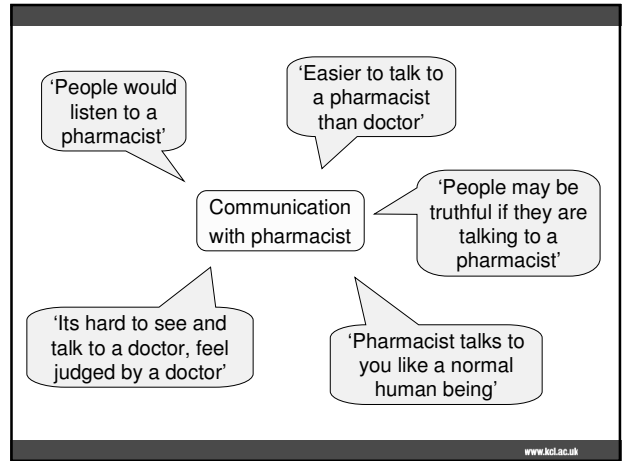 ‘People would
listen to a
pharmacist’
‘Easier to talk to
a pharmacist
than doctor’
Communication
with pharmacist
‘People may be
truthful if they are
talking to a
pharmacist’
‘Its hard to see and
talk to a doctor, feel
judged by a doctor’
‘Pharmacist talks to
you like a normal
human being’
www.kcl.ac.uk